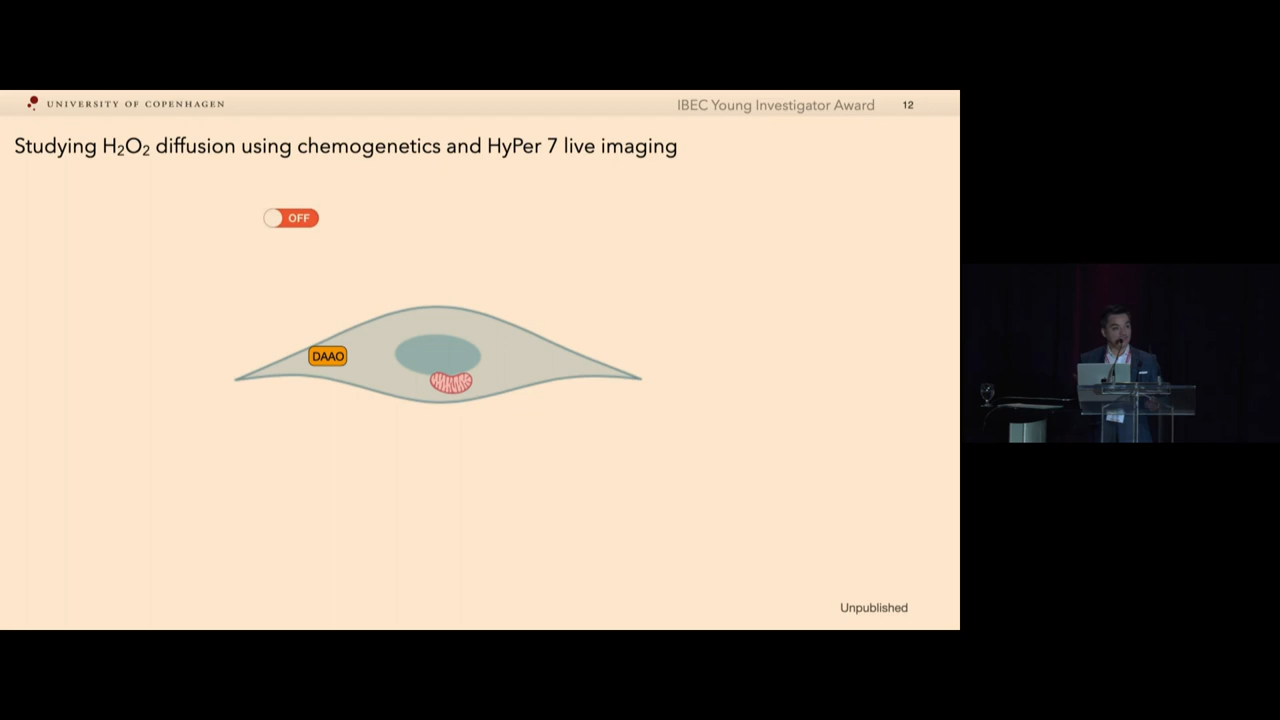 UNIVERSITY OF COPENHAGEN
IBEC Young Investigator Award 12
Studying H₂O₂ diffusion using chemogenetics and HyPer 7 live imaging
OFF
DAAO
Unpublished